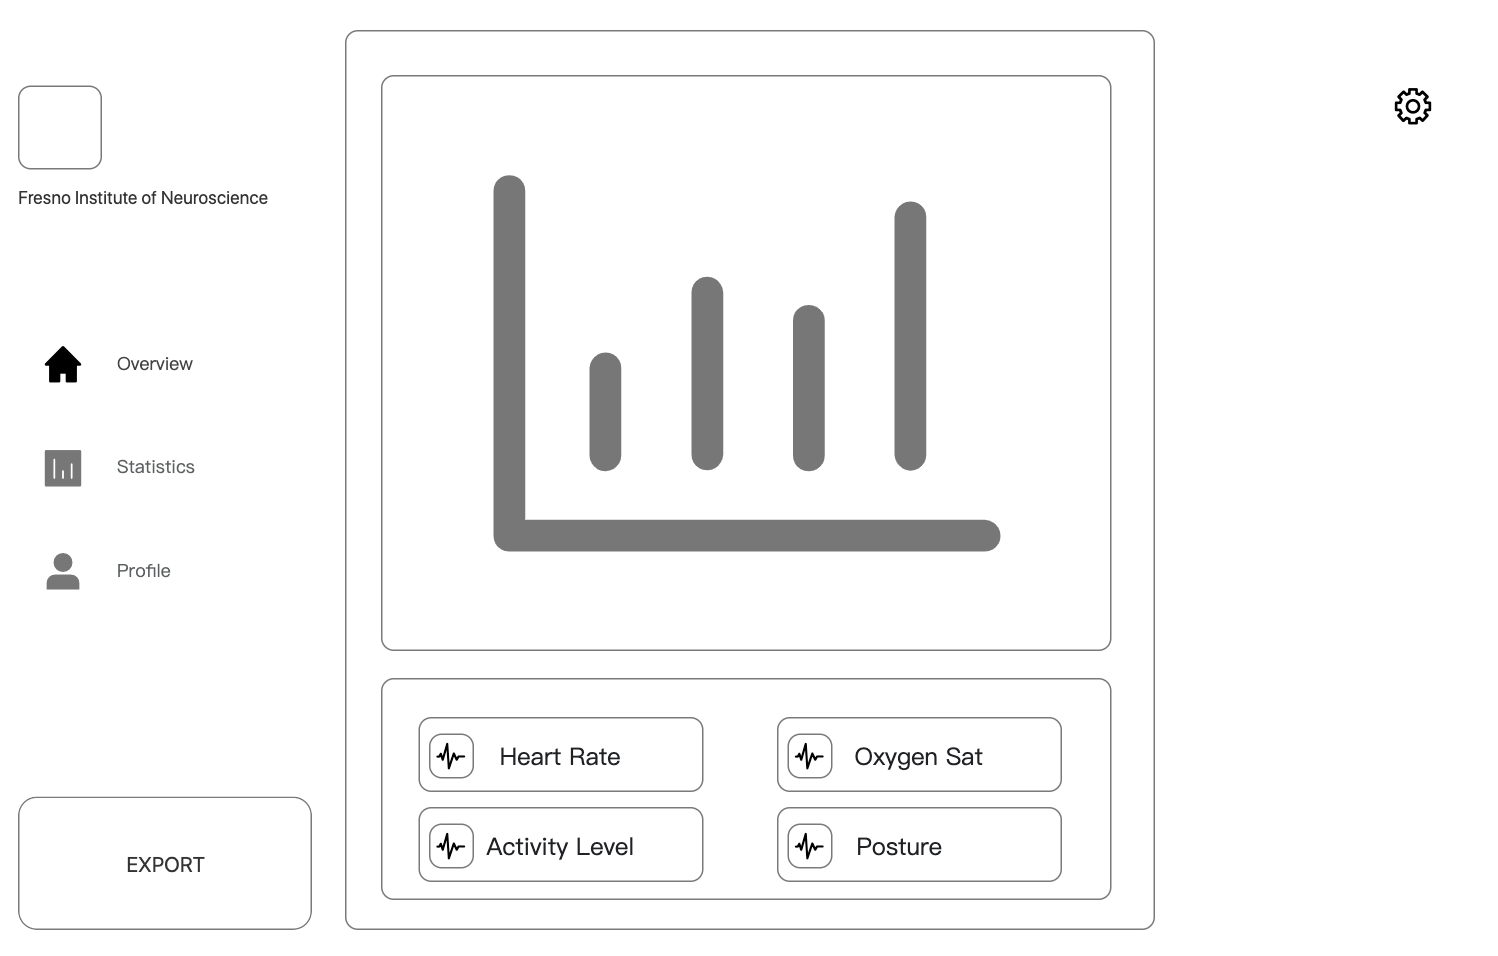 Fresno Institute of Neuroscience
Overview
Statistics
Profile
EXPORT
Heart Rate
Oxygen Sat
Activity Level
Posture